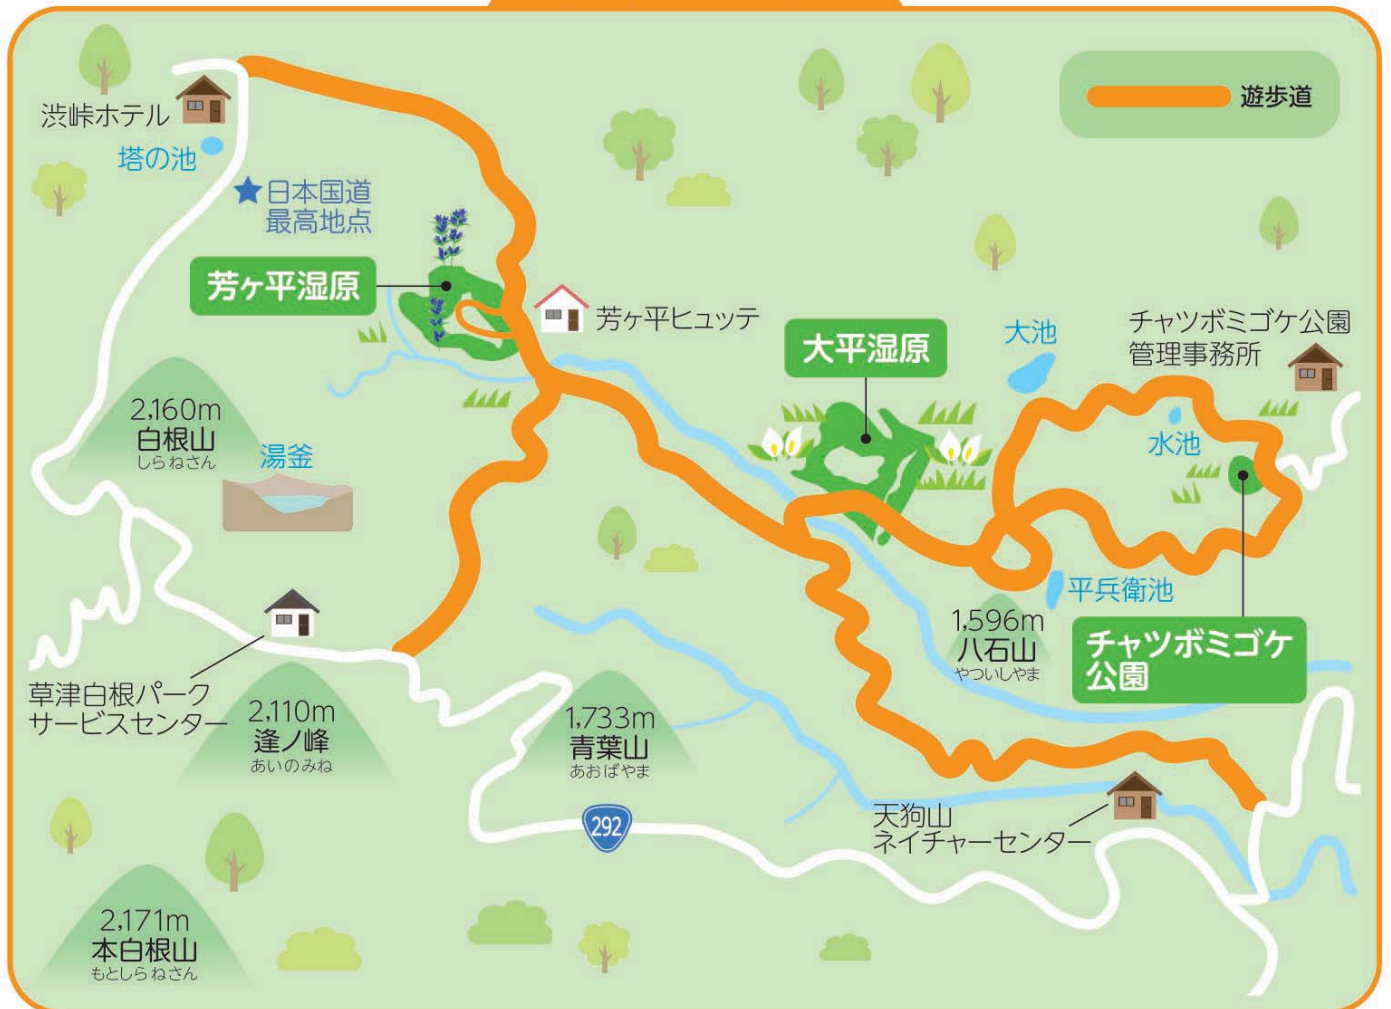 遊歩道
渋峠ホテル
塔の池
日本国道
最高地点
芳ヶ平湿原
芳ヶ平ヒュッテ
大平湿原
大池
チャツボミゴケ公園
管理事務所
水池
2,160m
白根山
しらねさん
湯釜
平兵衛池
1,596m
八石山
やついしやま
チャツボミゴケ
公園
草津白根パーク
サービスセンター
2,110m
逢ノ峰
あいのみね
1,733m
青葉山
あおばやま
292
天狗山
ネイチャーセンター
2,171m
本白根山
もとしらねさん